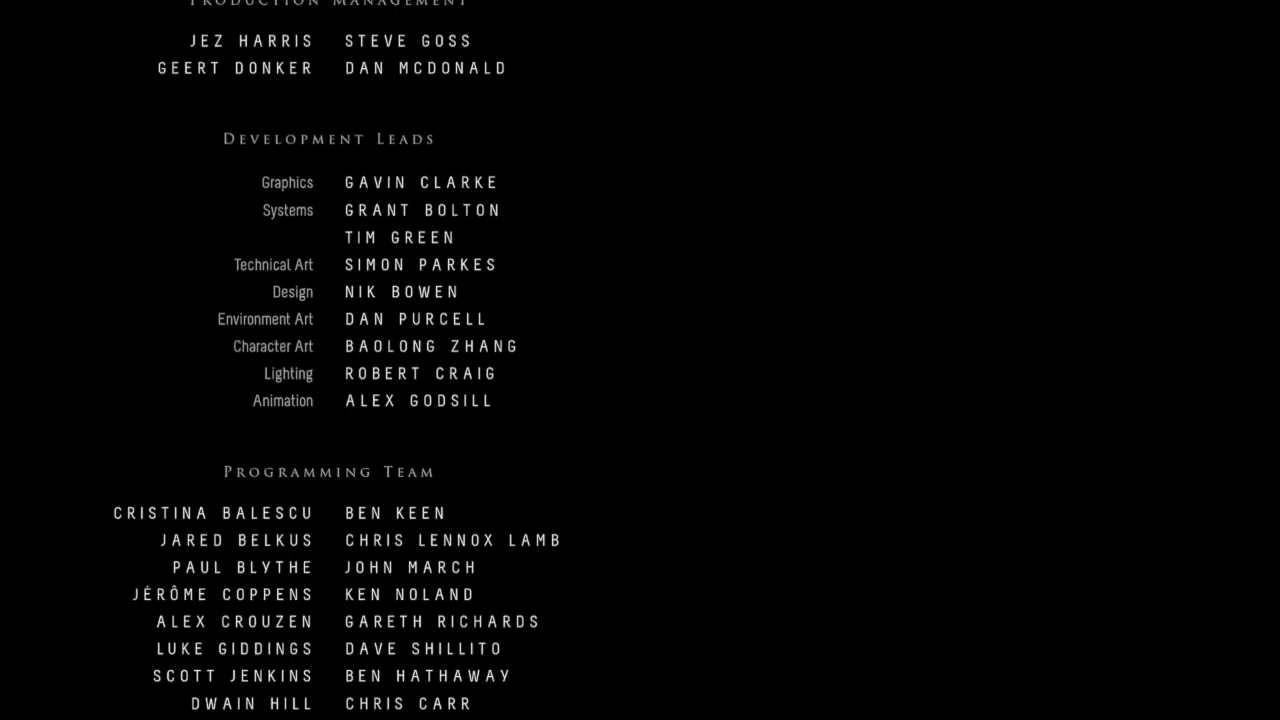 PRODUCTION MANAGEMENT
JEZ HARRIS STEVE GOSS
GEERT DONKER DAN MCDONALD
DEVELOPMENT LEADS
Graphics GAVIN CLARKE
Systems GRANT BOLTON
TIM GREEN
Technical Art SIMON PARKES
Design NIK BOWEN
Environment Art DAN PURCELL
Character Art BAOLONG ZHANG
Lighting ROBERT CRAIG
Animation ALEX GODSILL
PROGRAMMING TEAM
CRISTINA BALESCU BEN KEEN
JARED BELKUS CHRIS LENNOX LAMB
PAUL BLYTHE JOHN MARCH
JÉRÔME COPPENS KEN NOLAND
ALEX CROUZEN GARETH RICHARDS
LUKE GIDDINGS DAVE SHILLITO
SCOTT JENKINS BEN HATHAWAY
DWAIN HILL CHRIS CARR